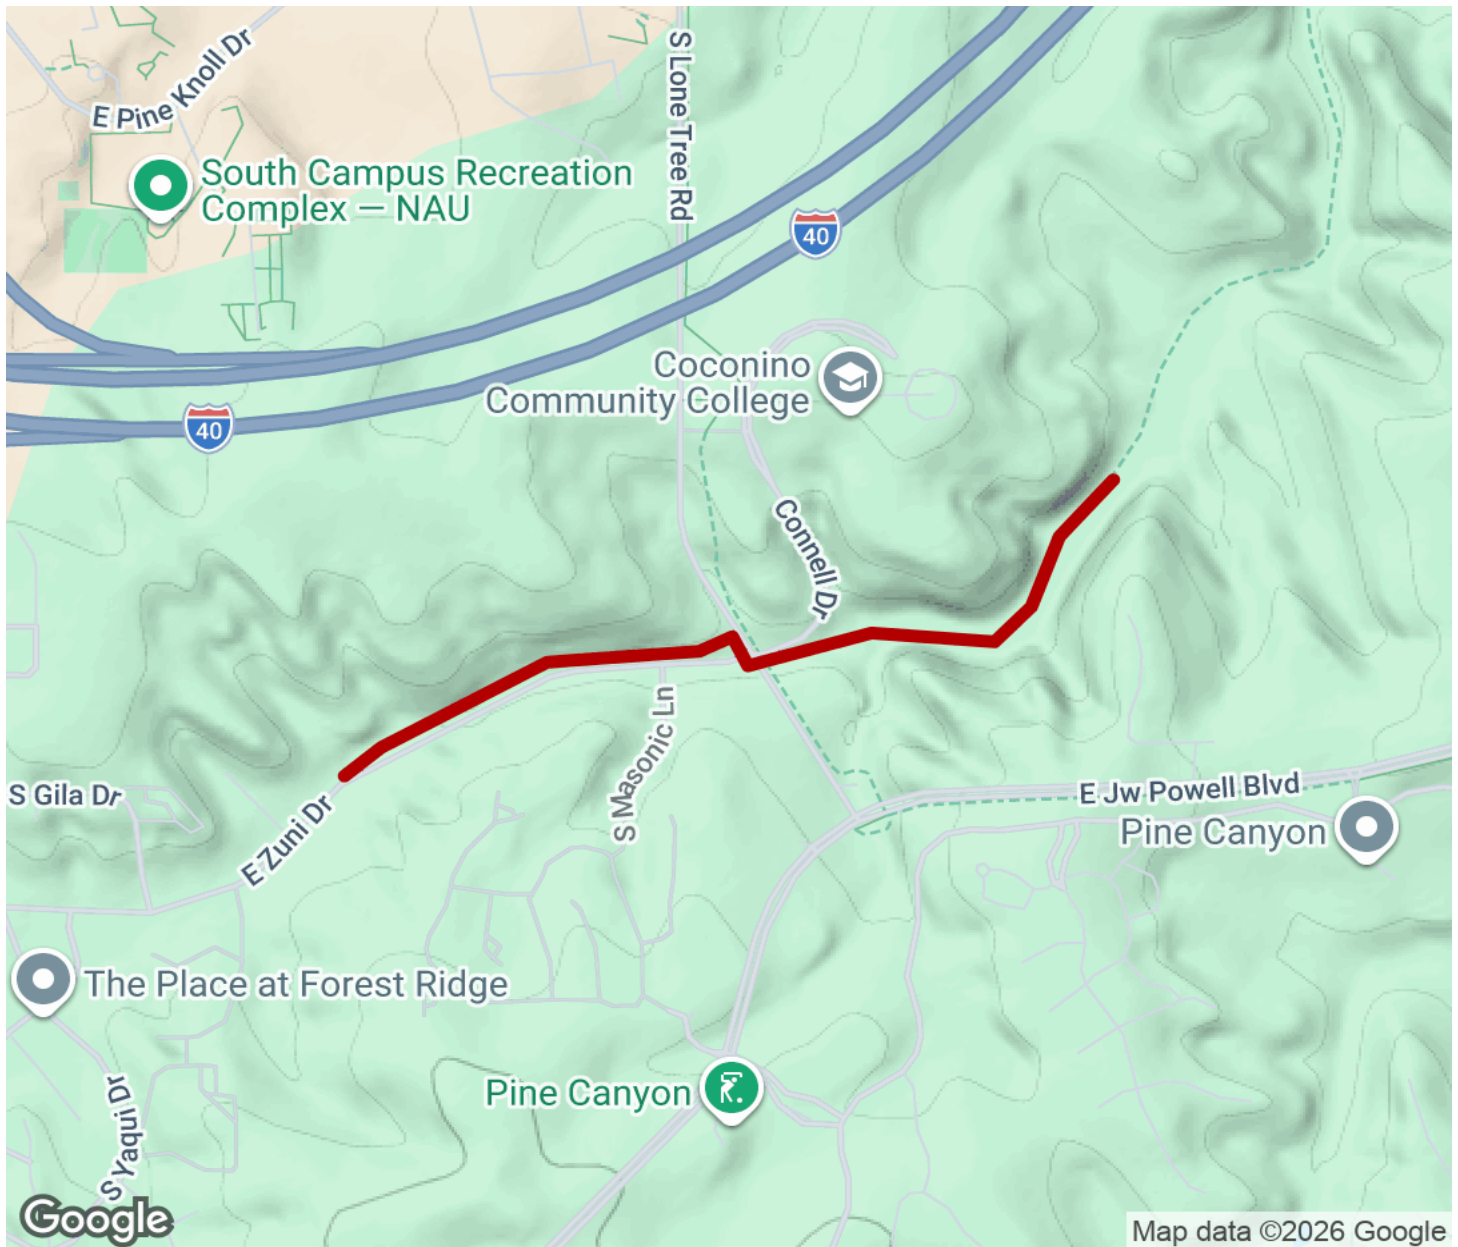 E Pine Knoll Dr
S Lone Tree Rd
South Campus Recreation
Complex — NAU
40
Coconino
Community College
40
Connell Dr
S Masonic Ln
S Gila Dr
E Zuni Dr
E Jw Powell Blvd
Pine Canyon
The Place at Forest Ridge
Pine Canyon
S Yaqui Dr
Google
Map data ©2026 Google